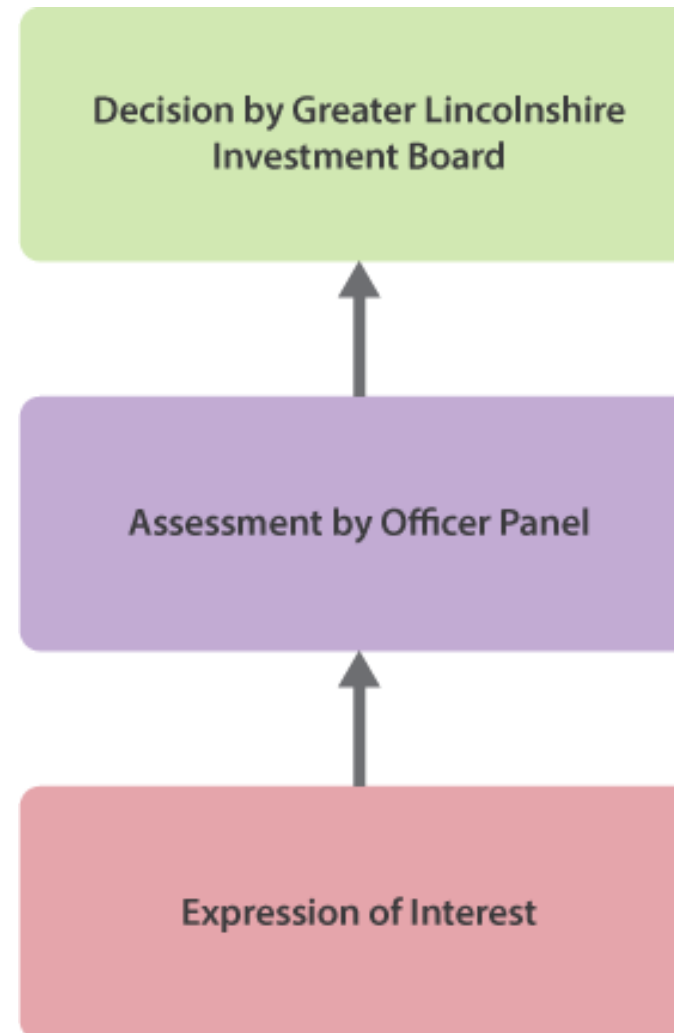 Decision by Greater Lincolnshire
Investment Board
Assessment by Officer Panel
Expression of Interest